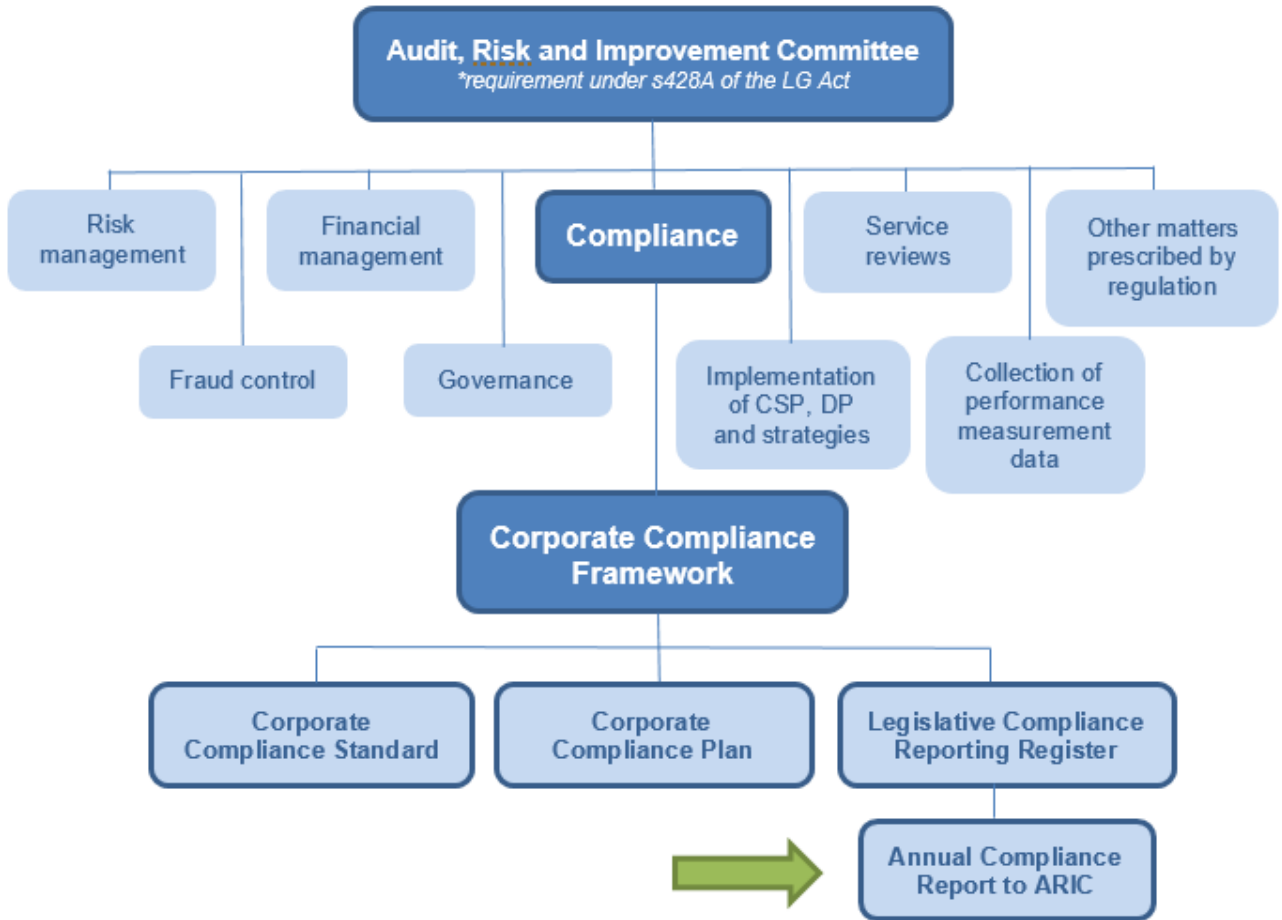 Audit, Risk and Improvement Committee
*requirement under s428A of the LG Act
Risk
management
Financial
management
Compliance
Service
reviews
Other matters
prescribed by
regulation
Fraud control
Governance
Implementation
of CSP, DP
and strategies
Collection of
performance
measurement
data
Corporate Compliance
Framework
Corporate
Compliance Standard
Corporate
Compliance Plan
Legislative Compliance
Reporting Register
Annual Compliance
Report to ARIC